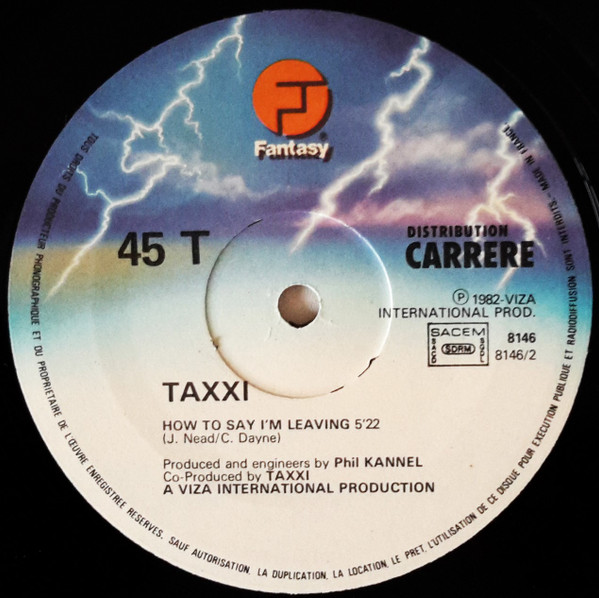 Fantasy®
45 T
DISTRIBUTION
CARRERE
℗ 1982-VIZA
INTERNATIONAL PROD.
SACEM
SACD
SDRM
SGDL
8146
8146/2
TAXXI
HOW TO SAY I'M LEAVING 5'22
(J. Nead/C. Dayne)
Produced and engineers by Phil KANNEL
Co-Produced by TAXXI
A VIZA INTERNATIONAL PRODUCTION
TOUS DROITS DU PRODUCTEUR PHONOGRAPHIQUE ET DU PROPRIETAIRE DE L'ŒUVRE ENREGISTREE RESERVES. SAUF AUTORISATION, LA DUPLICATION, LA LOCATION, LE PRET, L'UTILISATION DE CE DISQUE POUR EXECUTION PUBLIQUE ET RADIODIFFUSION SONT INTERDITS - MADE IN FRANCE